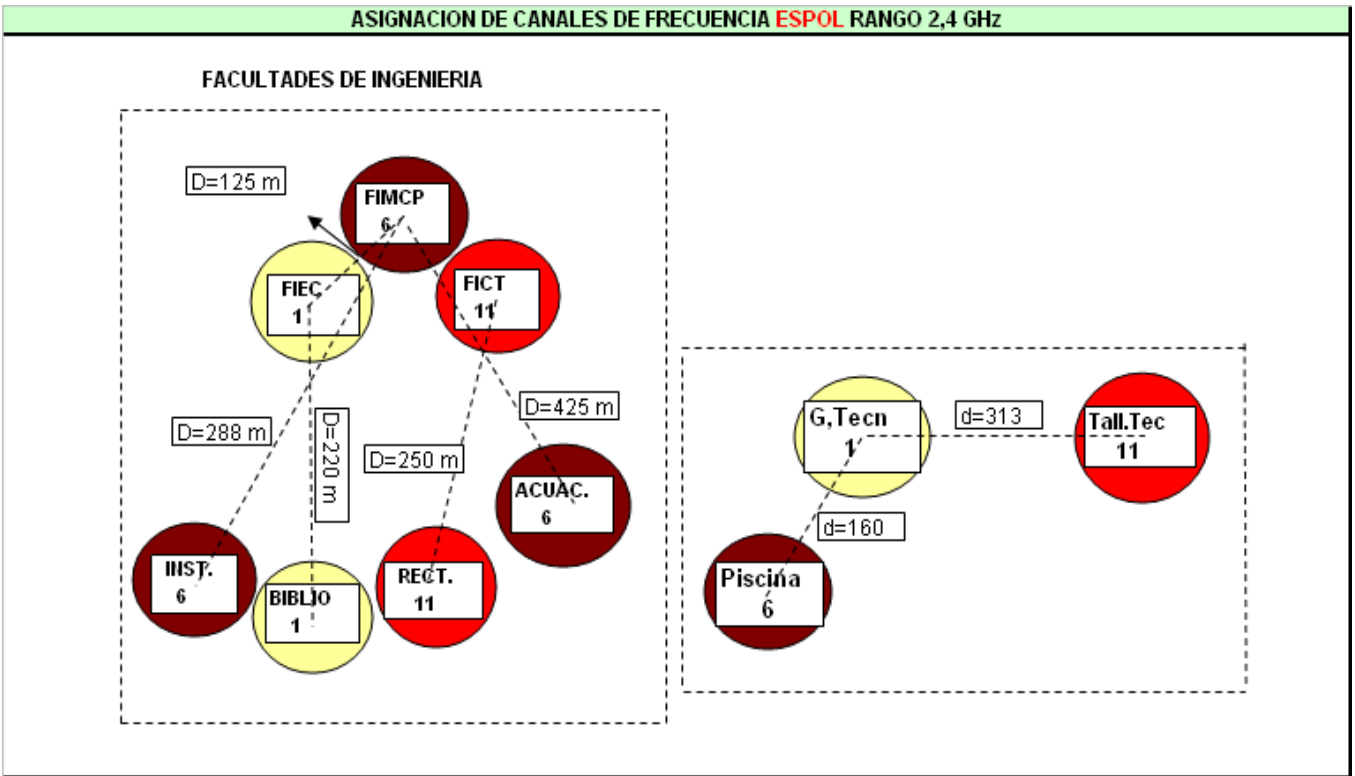 ASIGNACION DE CANALES DE FRECUENCIA ESPOL RANGO 2,4 GHz
FACULTADES DE INGENIERIA
D=125 m
FIMCP
6
FIEC
1
FICT
11
D=288 m
D=220 m
D=250 m
D=425 m
ACUAC.
6
INST.
6
BIBLIO
1
RECT.
11
G,Tecn
1
d=313
Tall.Tec
11
d=160
Piscina
6